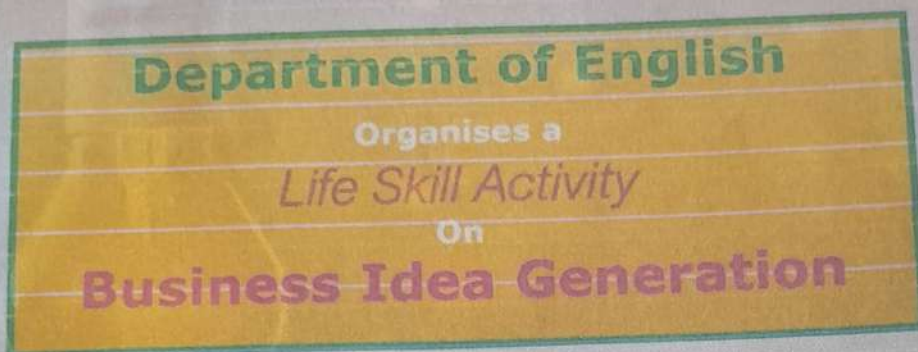 Department of English
Organises a
Life Skill Activity
On
Business Idea Generation